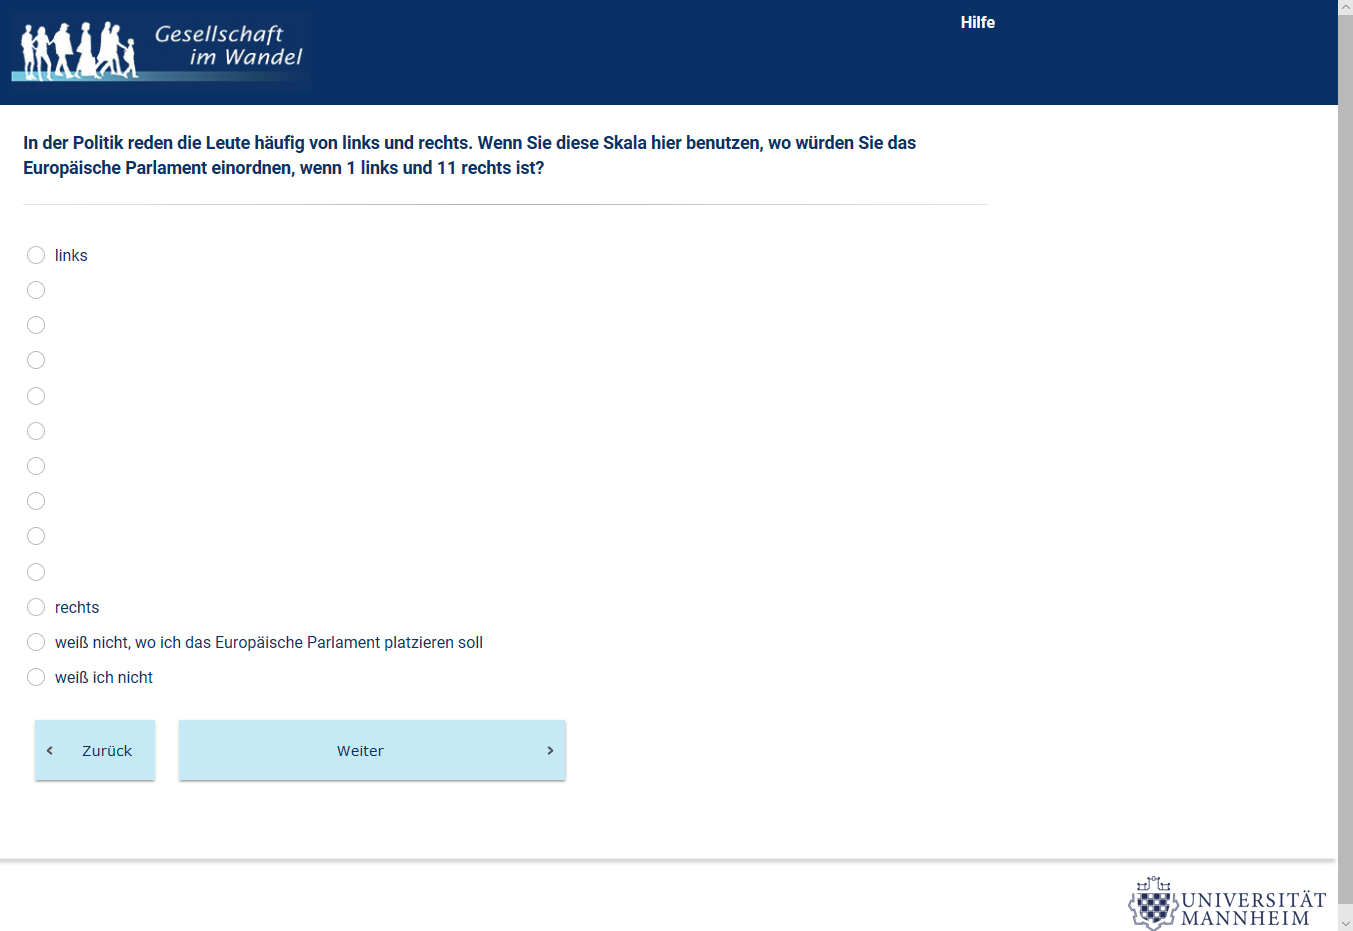 Gesellschaft
im Wandel
Hilfe
In der Politik reden die Leute häufig von links und rechts. Wenn Sie diese Skala hier benutzen, wo würden Sie das
Europäische Parlament einordnen, wenn 1 links und 11 rechts ist?
links
rechts
weiß nicht, wo ich das Europäische Parlament platzieren soll
weiß ich nicht
Zurück
Weiter
UNIVERSITÄT
MANNHEIM